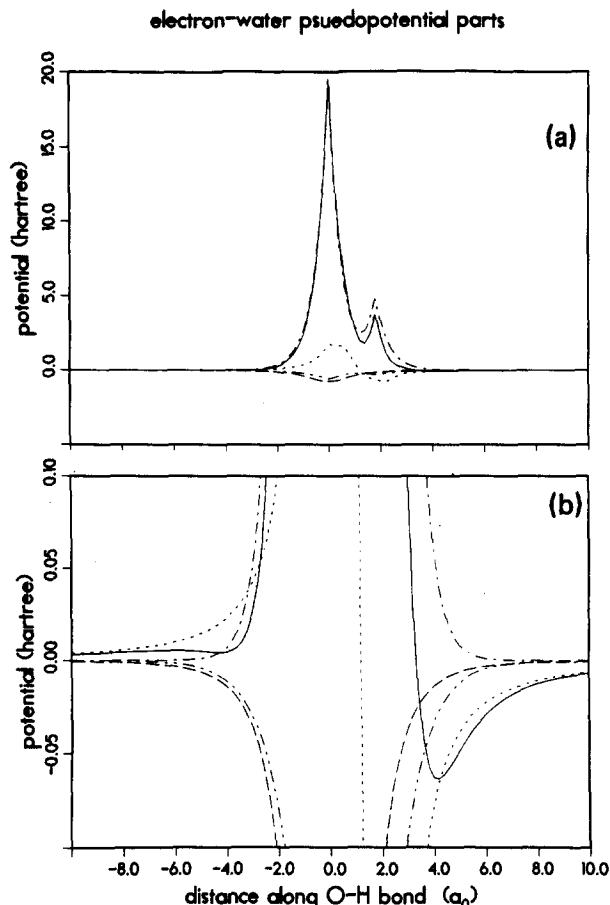 electron-water psuedopotential parts
20.0
15.0
10.0
5.0
0.0
potential (hartree)
(a)
0.10
0.05
0.00
-0.05
potential (hartree)
(b)
-8.0 -6.0 -4.0 -2.0 0.0 2.0 4.0 6.0 8.0 10.0
distance along O-H bond (a₀)